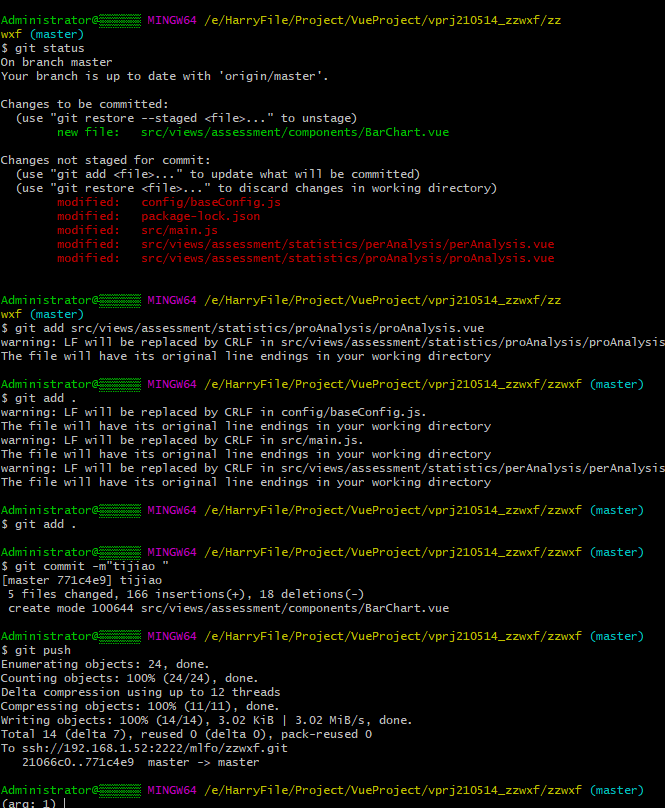 Administrator@▒▒▒▒▒▒ MINGW64 /e/HarryFile/Project/VueProject/vprj210514_zzwxf/zz
wxf (master)
$ git status
On branch master
Your branch is up to date with 'origin/master'.
Changes to be committed:
(use "git restore --staged <file>..." to unstage)
new file: src/views/assessment/components/BarChart.vue
Changes not staged for commit:
(use "git add <file>..." to update what will be committed)
(use "git restore <file>..." to discard changes in working directory)
modified: config/baseConfig.js
modified: package-lock.json
modified: src/main.js
modified: src/views/assessment/statistics/perAnalysis/perAnalysis.vue
modified: src/views/assessment/statistics/proAnalysis/proAnalysis.vue
Administrator@▒▒▒▒▒▒ MINGW64 /e/HarryFile/Project/VueProject/vprj210514_zzwxf/zz
wxf (master)
$ git add src/views/assessment/statistics/proAnalysis/proAnalysis.vue
warning: LF will be replaced by CRLF in src/views/assessment/statistics/proAnalysis/proAnalysis
The file will have its original line endings in your working directory
Administrator@▒▒▒▒▒▒ MINGW64 /e/HarryFile/Project/VueProject/vprj210514_zzwxf/zzwxf (master)
$ git add .
warning: LF will be replaced by CRLF in config/baseConfig.js.
The file will have its original line endings in your working directory
warning: LF will be replaced by CRLF in src/main.js.
The file will have its original line endings in your working directory
warning: LF will be replaced by CRLF in src/views/assessment/statistics/perAnalysis/perAnalysis
The file will have its original line endings in your working directory
Administrator@▒▒▒▒▒▒ MINGW64 /e/HarryFile/Project/VueProject/vprj210514_zzwxf/zzwxf (master)
$ git add .
Administrator@▒▒▒▒▒▒ MINGW64 /e/HarryFile/Project/VueProject/vprj210514_zzwxf/zzwxf (master)
$ git commit -m"tijiao "
[master 771c4e9] tijiao
5 files changed, 166 insertions(+), 18 deletions(-)
create mode 100644 src/views/assessment/components/BarChart.vue
Administrator@▒▒▒▒▒▒ MINGW64 /e/HarryFile/Project/VueProject/vprj210514_zzwxf/zzwxf (master)
$ git push
Enumerating objects: 24, done.
Counting objects: 100% (24/24), done.
Delta compression using up to 12 threads
Compressing objects: 100% (11/11), done.
Writing objects: 100% (14/14), 3.02 KiB | 3.02 MiB/s, done.
Total 14 (delta 7), reused 0 (delta 0), pack-reused 0
To ssh://192.168.1.52:2222/mlfo/zzwxf.git
21066c0..771c4e9 master -> master
Administrator@▒▒▒▒▒▒ MINGW64 /e/HarryFile/Project/VueProject/vprj210514_zzwxf/zzwxf (master)
(arg: 1)